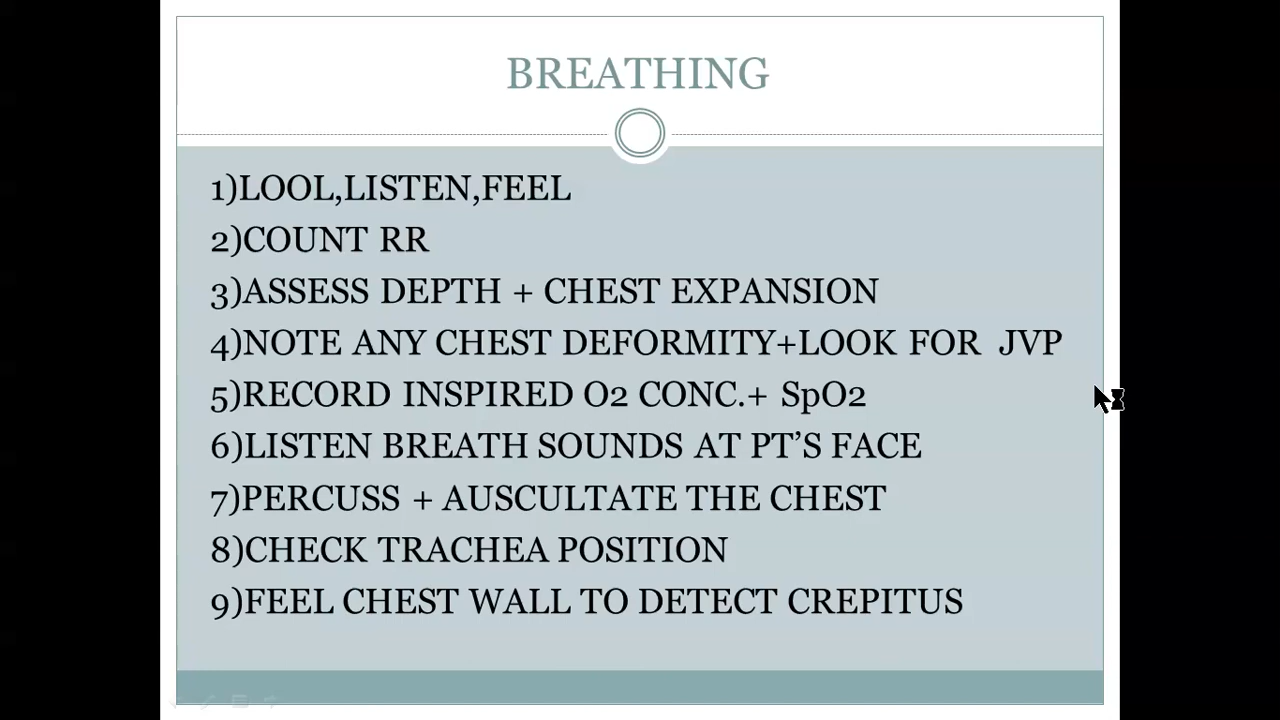 BREATHING
1)LOOL,LISTEN,FEEL
2)COUNT RR
3)ASSESS DEPTH + CHEST EXPANSION
4)NOTE ANY CHEST DEFORMITY+LOOK FOR JVP
5)RECORD INSPIRED O2 CONC.+ SpO2
6)LISTEN BREATH SOUNDS AT PT’S FACE
7)PERCUSS + AUSCULTATE THE CHEST
8)CHECK TRACHEA POSITION
9)FEEL CHEST WALL TO DETECT CREPITUS